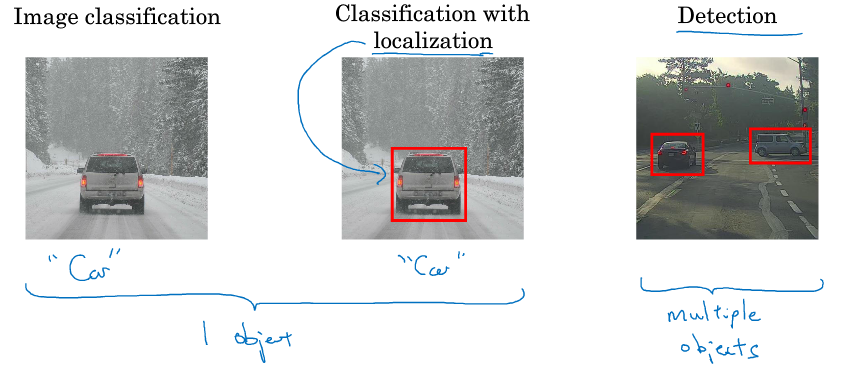 Image classification
Classification with
localization
Detection
"Car"
"Car"
1 object
multiple
objects